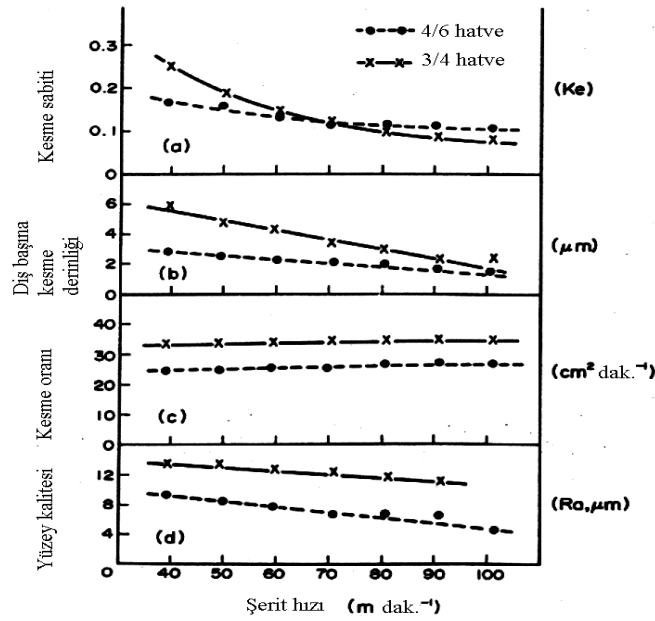 4/6 hatve
3/4 hatve
Kesme sabiti
0.3
0.2
0.1
0
(a)
(Ke)
Diş başına
kesme
derinliği
6
4
2
0
(b)
(μm)
Kesme oranı
40
30
20
10
0
(c)
(cm² dak.⁻¹)
Yüzey kalitesi
12
8
4
0
(d)
(Ra,μm)
40 50 60 70 80 90 100
Şerit hızı (m dak.⁻¹)